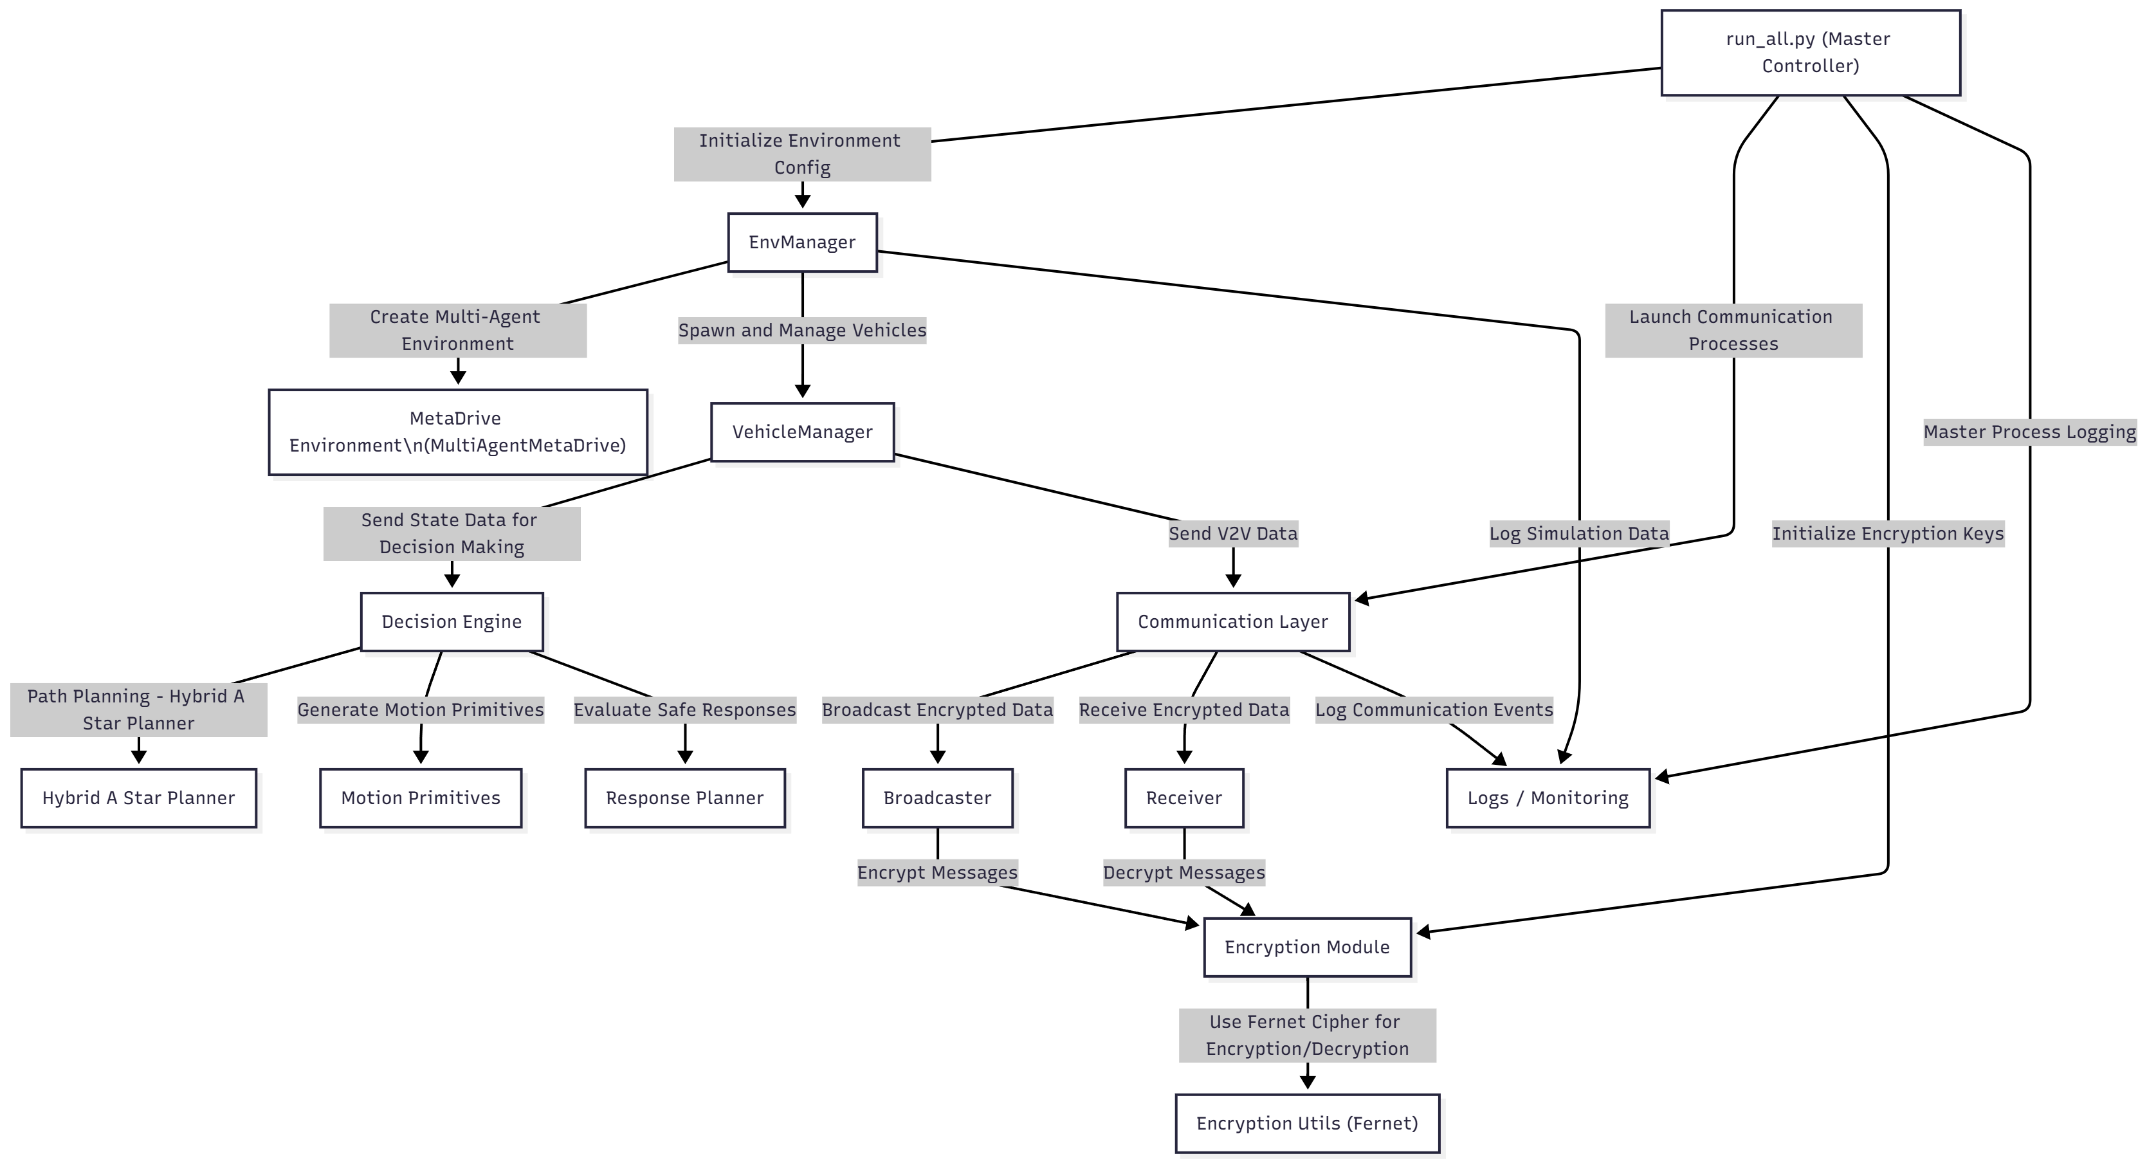 run_all.py (Master
Controller)
Initialize Environment
Config
EnvManager
Create Multi-Agent
Environment
Spawn and Manage Vehicles
Launch Communication
Processes
MetaDrive
Environment\n(MultiAgentMetaDrive)
VehicleManager
Master Process Logging
Send State Data for
Decision Making
Send V2V Data
Log Simulation Data
Initialize Encryption Keys
Decision Engine
Communication Layer
Path Planning - Hybrid A
Star Planner
Generate Motion Primitives
Evaluate Safe Responses
Broadcast Encrypted Data
Receive Encrypted Data
Log Communication Events
Hybrid A Star Planner
Motion Primitives
Response Planner
Broadcaster
Receiver
Logs / Monitoring
Encrypt Messages
Decrypt Messages
Encryption Module
Use Fernet Cipher for
Encryption/Decryption
Encryption Utils (Fernet)